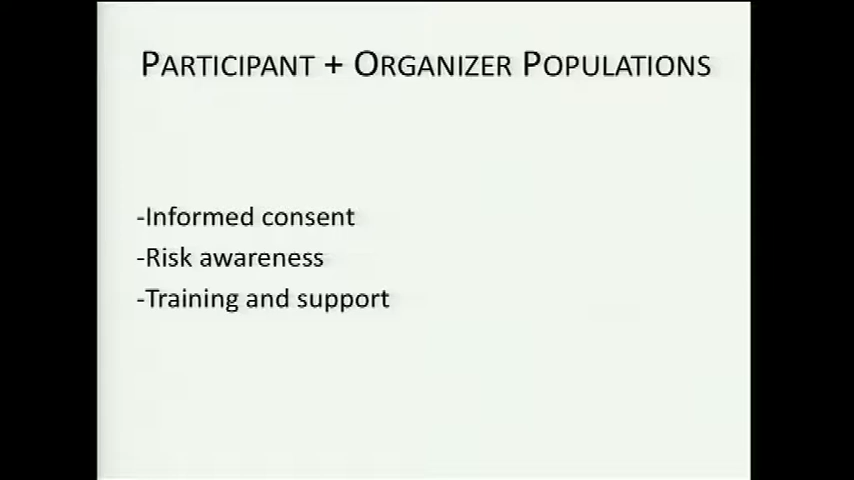 PARTICIPANT + ORGANIZER POPULATIONS
-Informed consent
-Risk awareness
-Training and support